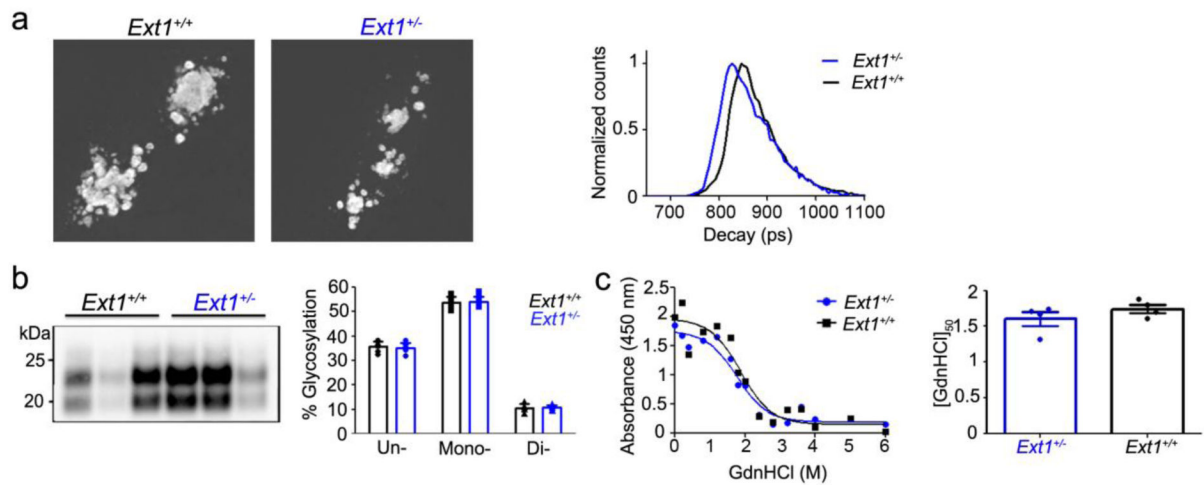 a
Ext1+/+
Ext1+/-
Normalized counts
1
0.5
0
700 800 900 1000 1100
Decay (ps)
Ext1+/-
Ext1+/+
b
Ext1+/+ Ext1+/-
kDa
25
20
% Glycosylation
60
50
40
30
20
10
0
Un- Mono- Di-
Ext1+/+
Ext1+/-
c
Absorbance (450 nm)
2.5
2
1.5
1
0.5
0
0 1 2 3 4 5 6
GdnHCl (M)
Ext1+/-
Ext1+/+
[GdnHCl]50
2
1.5
1
0.5
0
Ext1+/- Ext1+/+